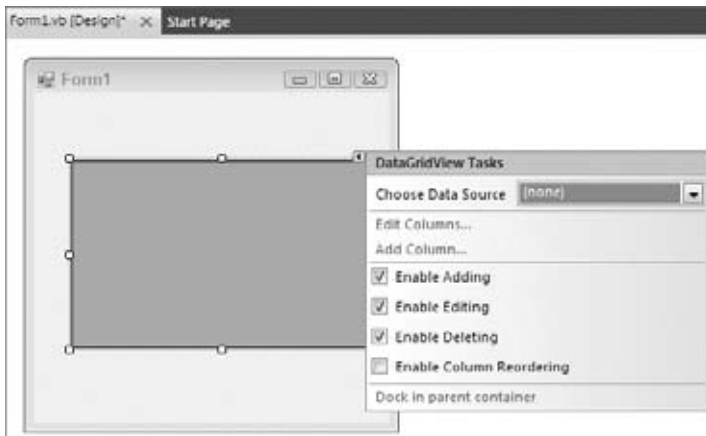 Form1.vb [Design]* Start Page
Form1
DataGridView Tasks
Choose Data Source (none)
Edit Columns...
Add Column...
Enable Adding
Enable Editing
Enable Deleting
Enable Column Reordering
Dock in parent container